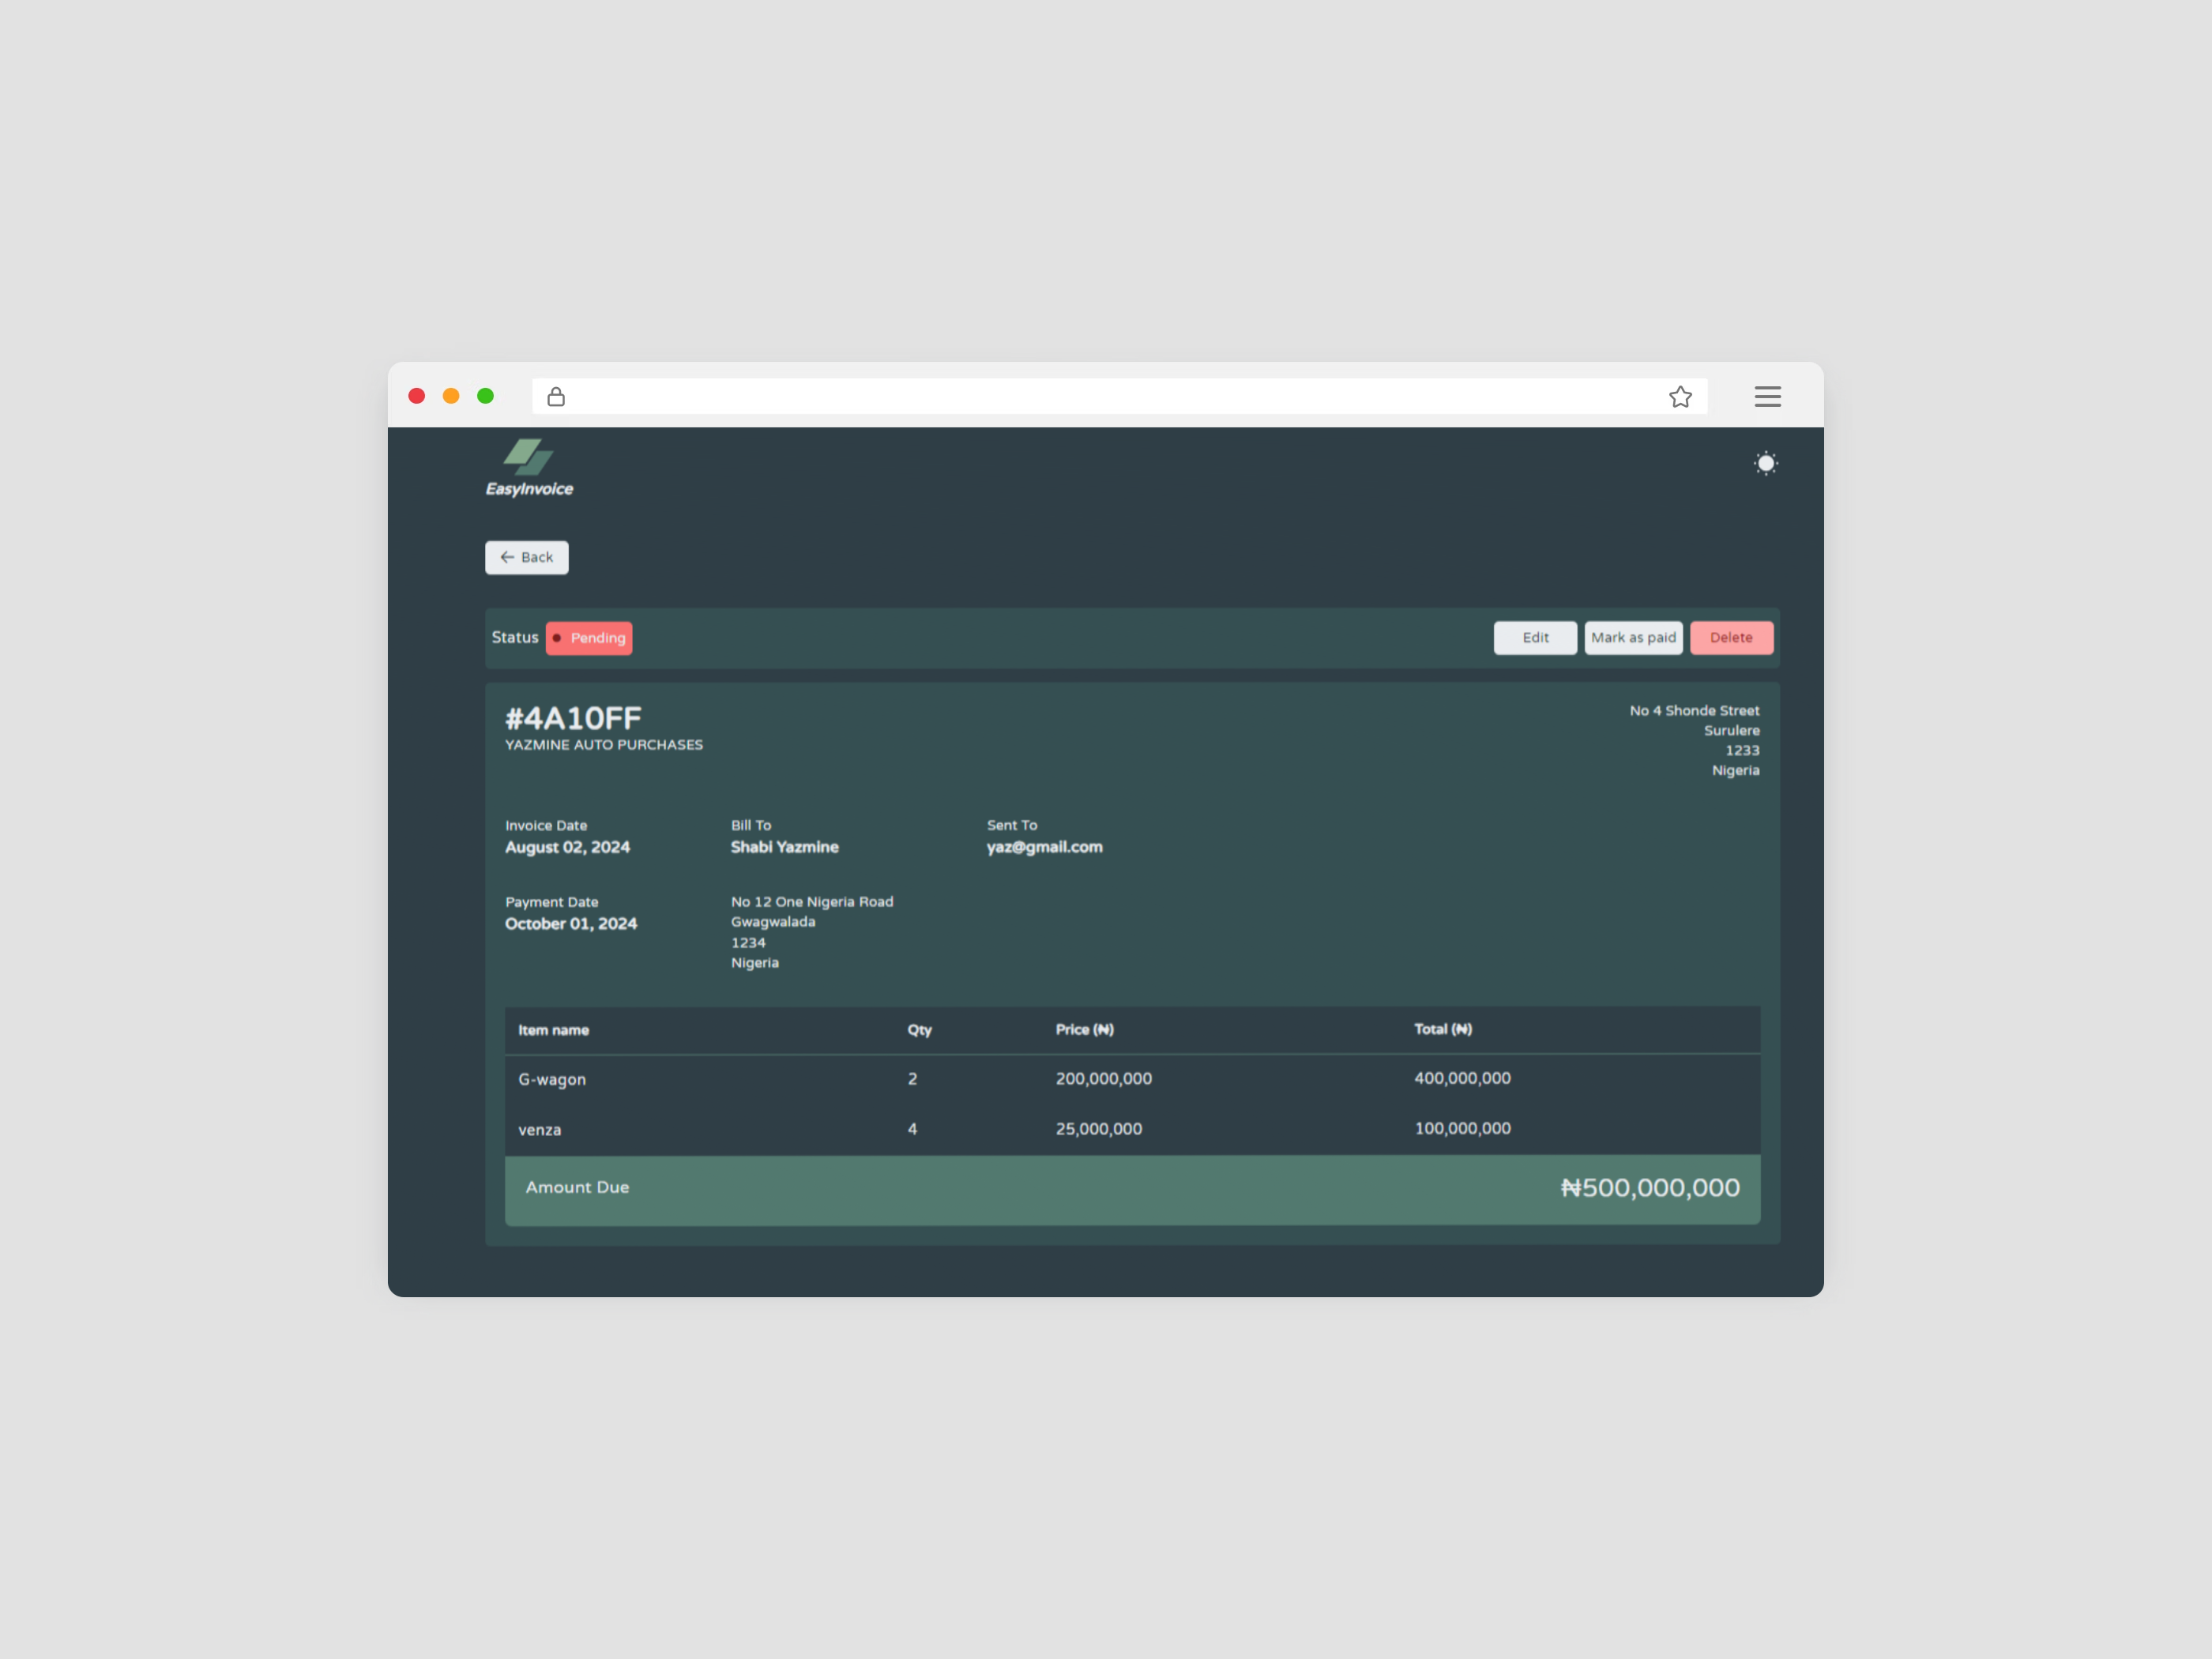 EasyInvoice
Back
Status Pending Edit Mark as paid Delete
#4A10FF
YAZMINE AUTO PURCHASES
No 4 Shonde Street
Surulere
1233
Nigeria
Invoice Date
August 02, 2024
Bill To
Shabi Yazmine
Sent To
yaz@gmail.com
Payment Date
October 01, 2024
No 12 One Nigeria Road
Gwagwalada
1234
Nigeria
Item name Qty Price (₦) Total (₦)
G-wagon 2 200,000,000 400,000,000
venza 4 25,000,000 100,000,000
Amount Due ₦500,000,000